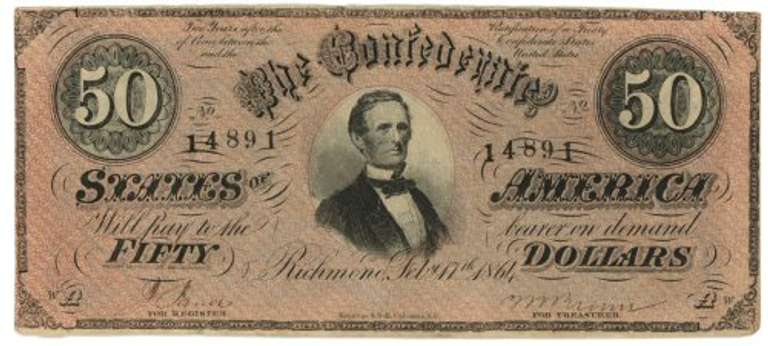 Two Years after the Ratification of a Treaty
of Peace between the Confederate States
and the United States
The Confederate
50 50
No No
14891 14891
STATES OF AMERICA
Will pay to the bearer on demand
FIFTY DOLLARS
Richmond, Feby 17th 1864
W A A W
FOR REGISTER. FOR TREASURER.